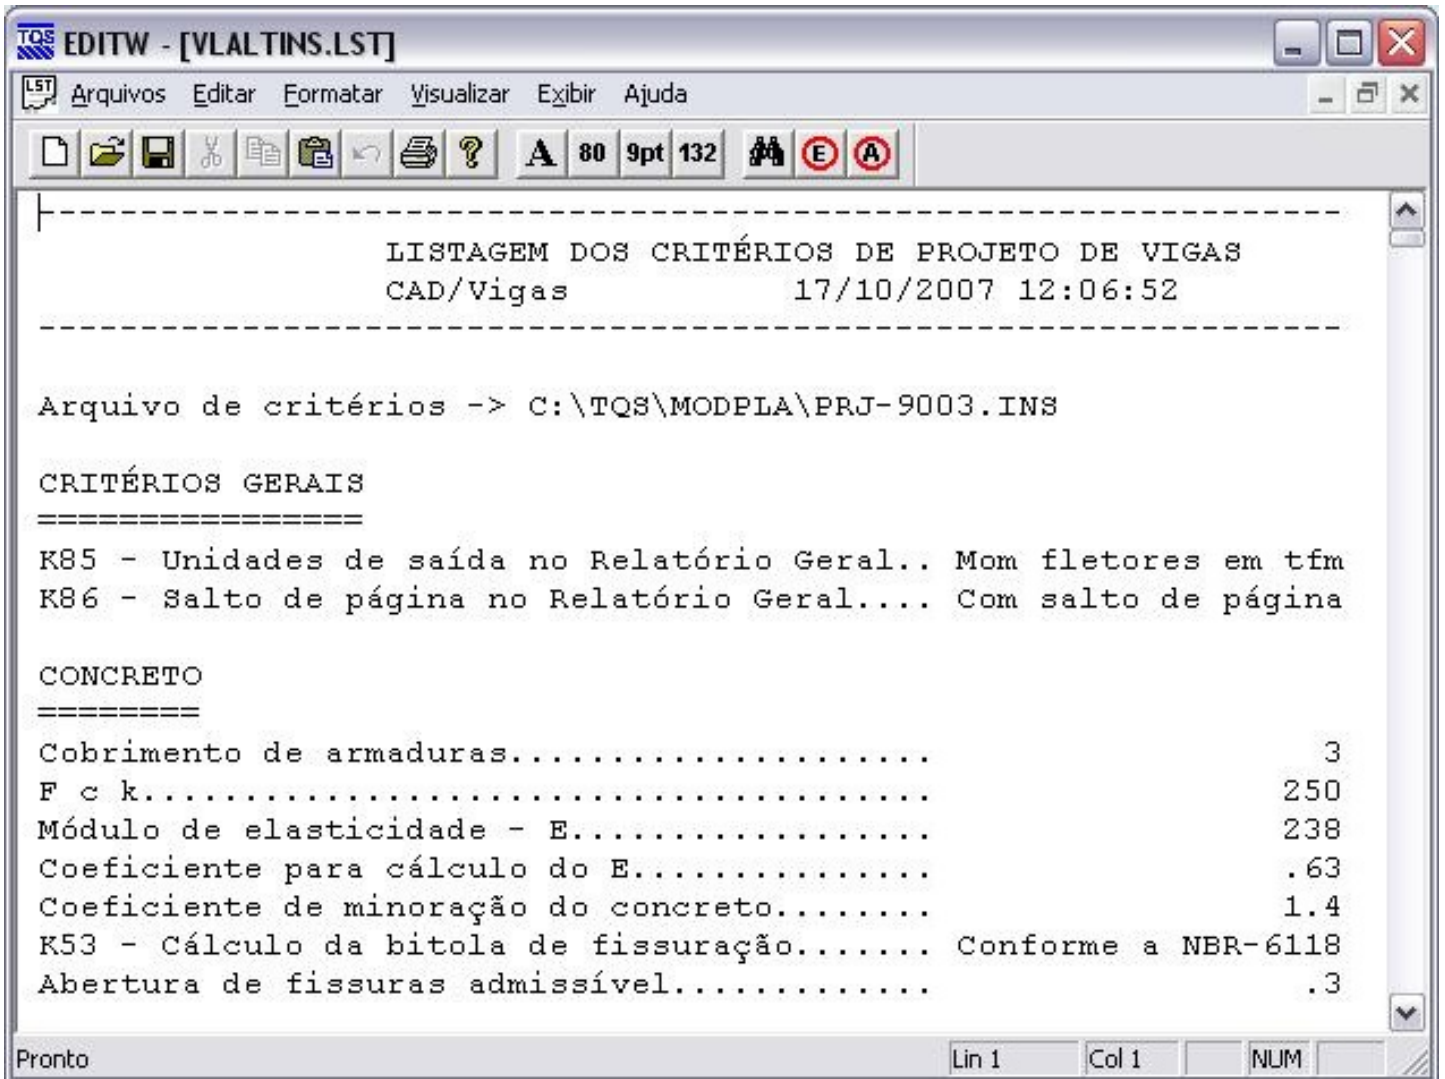 TQS EDITW - [VLALTINS.LST]
LST Arquivos Editar Formatar Visualizar Exibir Ajuda
A 80 9pt 132 E A
-----------------------------------------------------------------
LISTAGEM DOS CRITÉRIOS DE PROJETO DE VIGAS
CAD/Vigas 17/10/2007 12:06:52
-----------------------------------------------------------------
Arquivo de critérios -> C:\TQS\MODPLA\PRJ-9003.INS
CRITÉRIOS GERAIS
================
K85 - Unidades de saída no Relatório Geral.. Mom fletores em tfm
K86 - Salto de página no Relatório Geral.... Com salto de página
CONCRETO
========
Cobrimento de armaduras..................... 3
F c k....................................... 250
Módulo de elasticidade - E.................. 238
Coeficiente para cálculo do E............... .63
Coeficiente de minoração do concreto........ 1.4
K53 - Cálculo da bitola de fissuração....... Conforme a NBR-6118
Abertura de fissuras admissível............. .3
Pronto Lin 1 Col 1 NUM